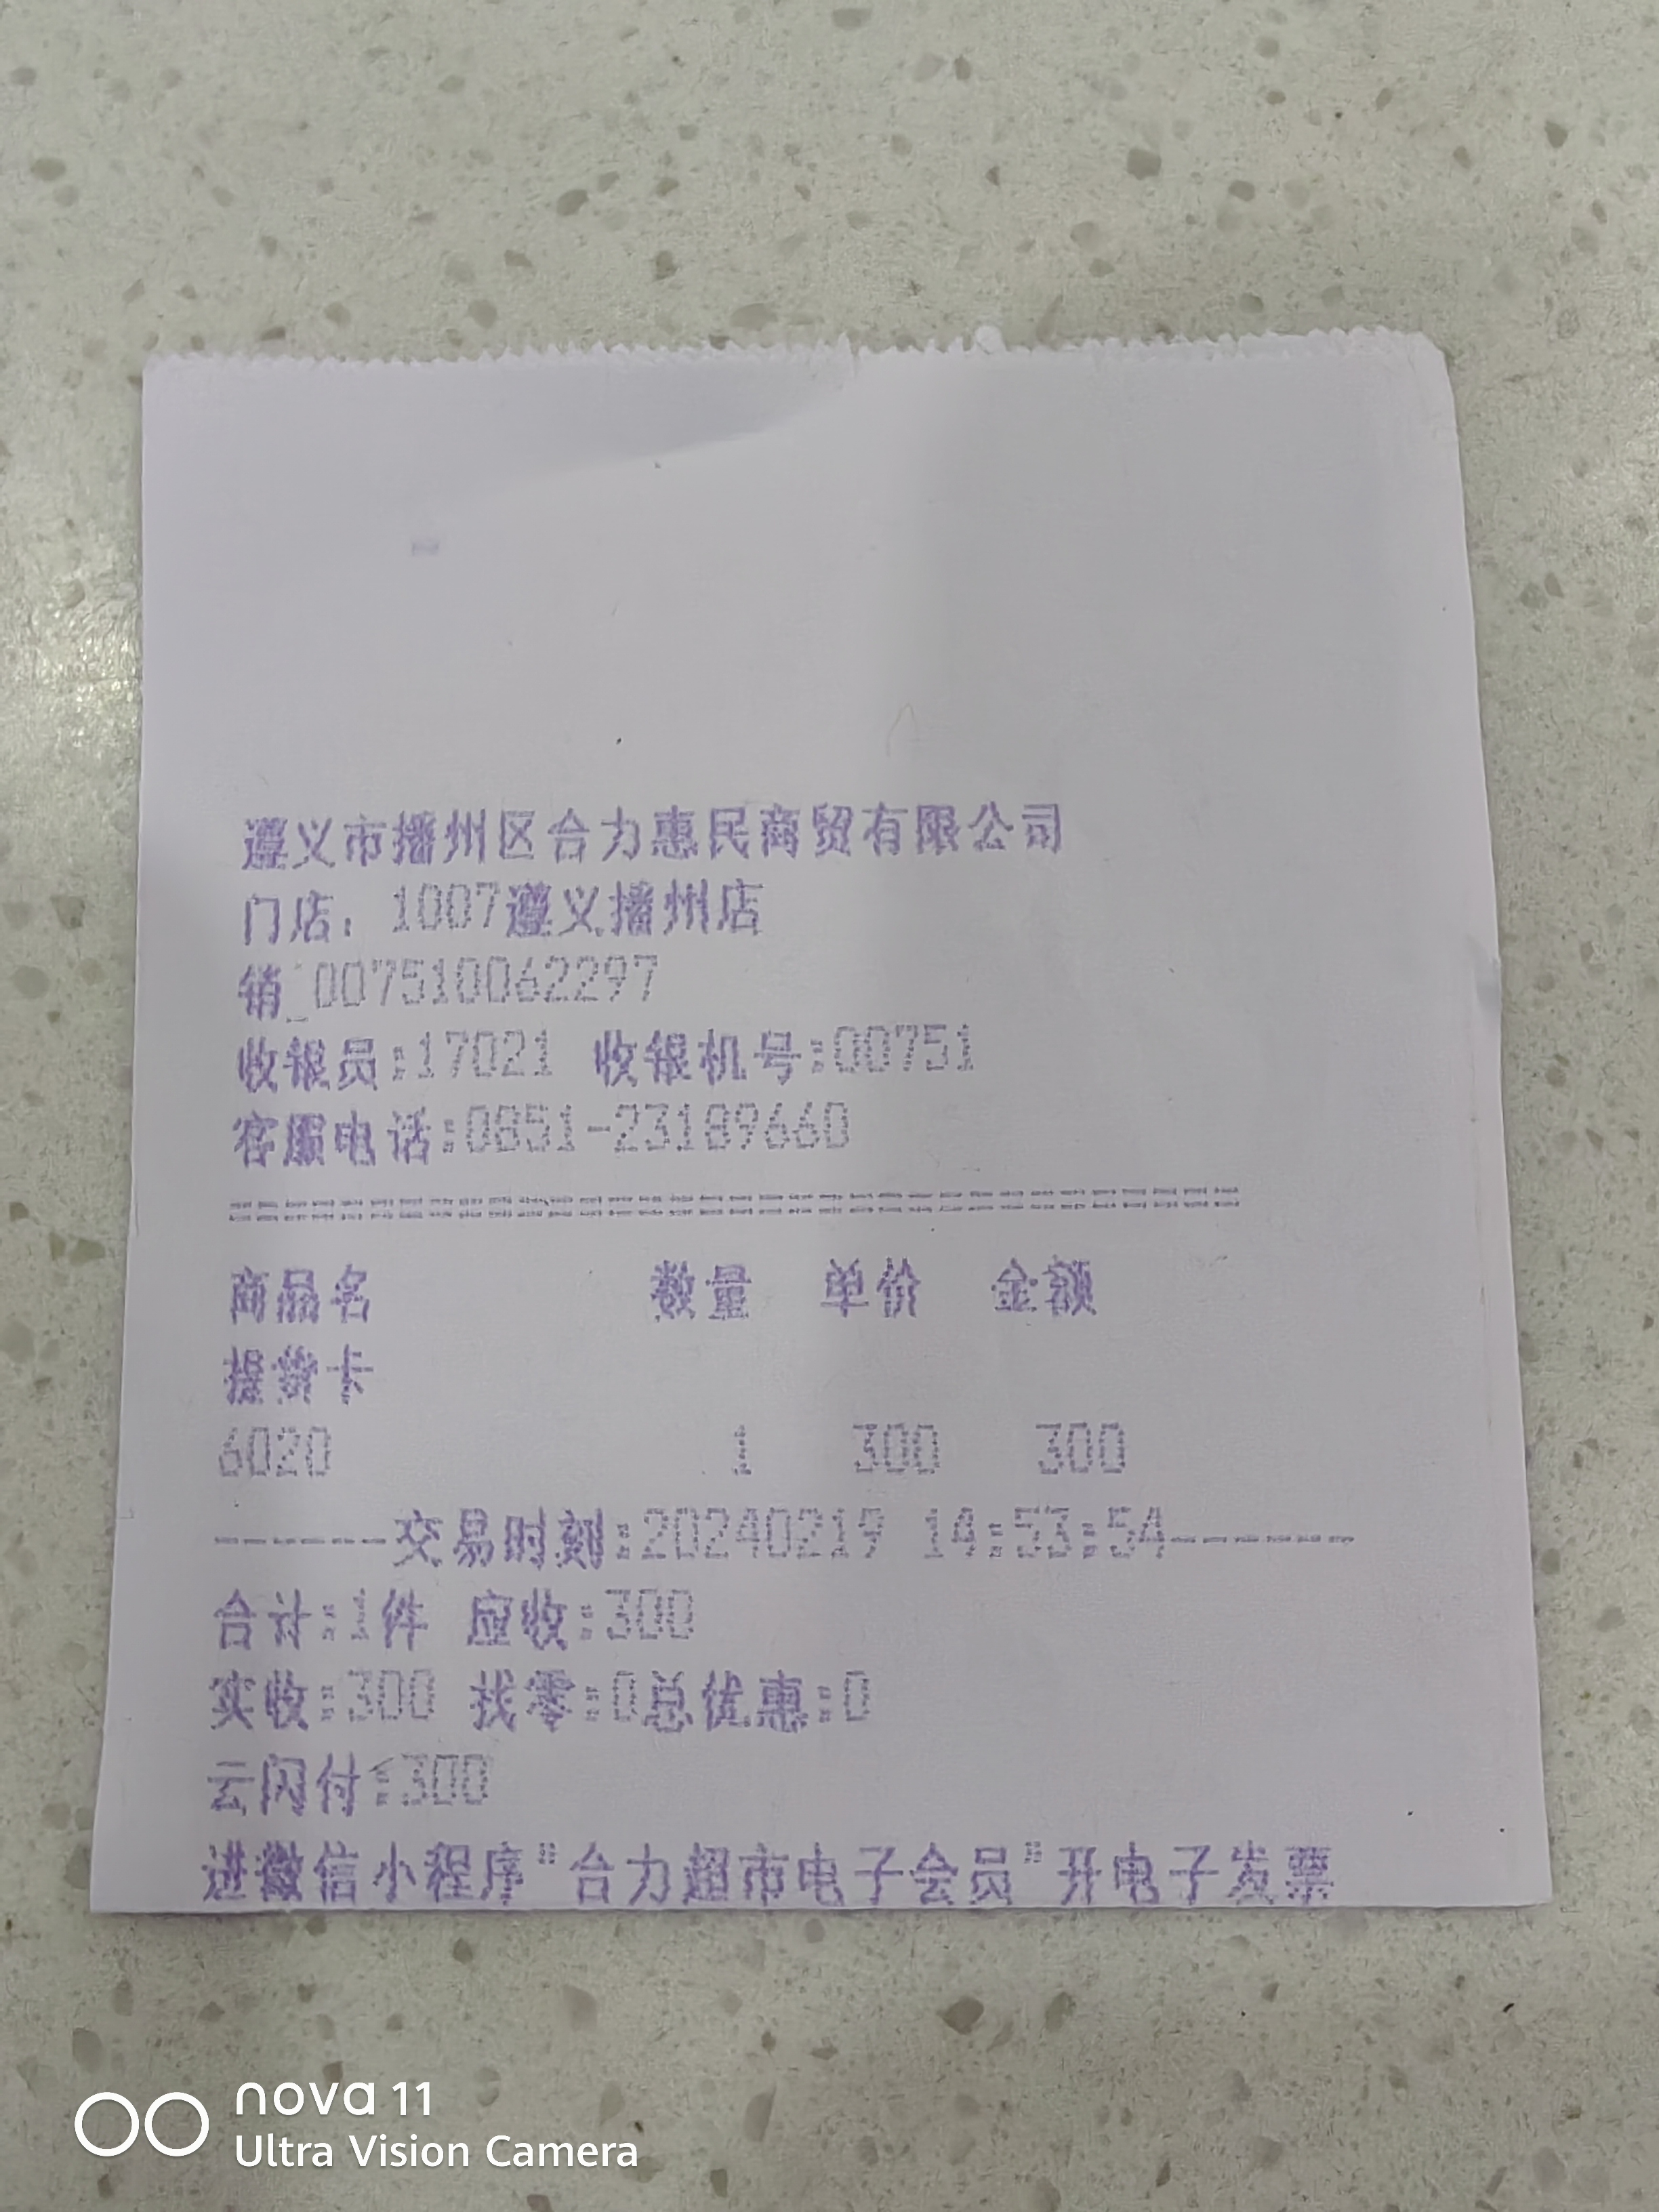 遵义市播州区合力惠民商贸有限公司
门店：1007遵义播州店
销_007510062297
收银员:17021 收银机号:00751
客服电话:0851-23189660
商品名 数量 单价 金额
提货卡
6020 1 300 300
------交易时刻:20240219 14:53:54------
合计:1件 应收:300
实收:300 找零:0总优惠:0
云闪付:300
进微信小程序"合力超市电子会员"开电子发票
nova 11
Ultra Vision Camera